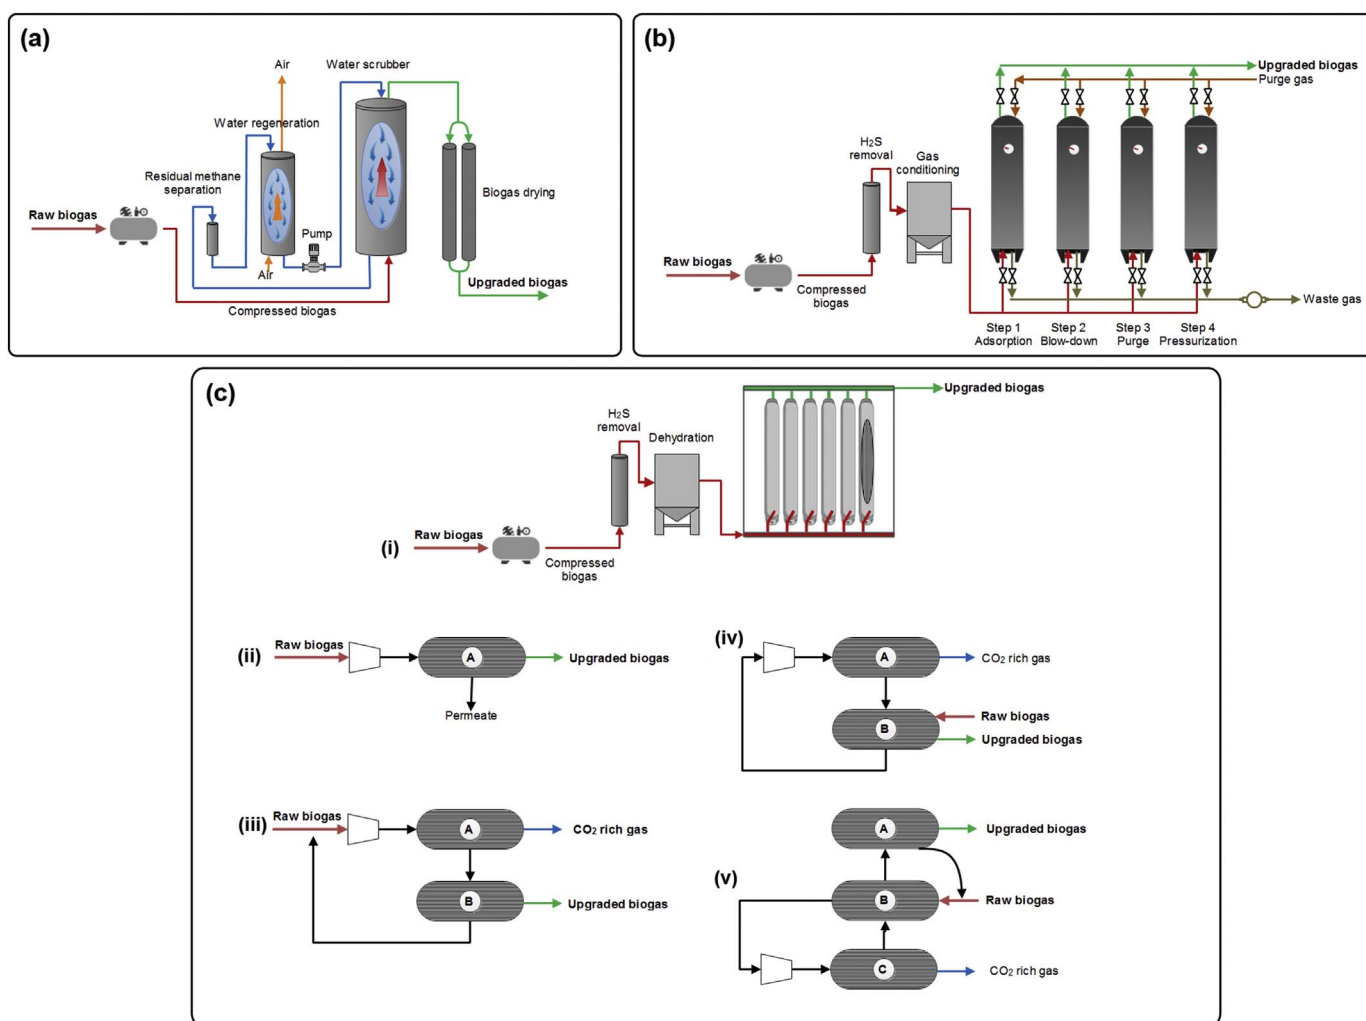 (a)
Air
Water scrubber
Water regeneration
Residual methane
separation
Raw biogas
Biogas drying
Pump
Air
Upgraded biogas
Compressed biogas
(b)
Upgraded biogas
Purge gas
H₂S
removal
Gas
conditioning
Raw biogas
Compressed
biogas
Waste gas
Step 1
Adsorption
Step 2
Blow-down
Step 3
Purge
Step 4
Pressurization
(c)
Upgraded biogas
H₂S
removal
Dehydration
(i)
Raw biogas
Compressed
biogas
(ii)
Raw biogas
A
Upgraded biogas
Permeate
(iv)
A
CO₂ rich gas
B
Raw biogas
Upgraded biogas
(iii)
Raw biogas
A
CO₂ rich gas
B
Upgraded biogas
(v)
A
Upgraded biogas
B
Raw biogas
C
CO₂ rich gas